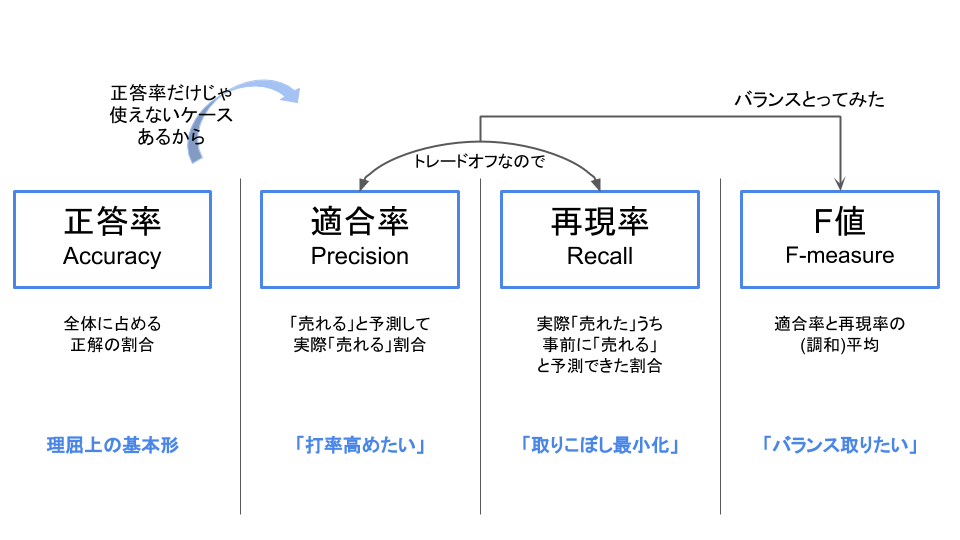 正答率だけじゃ
使えないケース
あるから
バランスとってみた
トレードオフなので
正答率
Accuracy
全体に占める
正解の割合
理屈上の基本形
適合率
Precision
「売れる」と予測して
実際「売れる」割合
「打率高めたい」
再現率
Recall
実際「売れた」うち
事前に「売れる」
と予測できた割合
「取りこぼし最小化」
F値
F-measure
適合率と再現率の
(調和)平均
「バランス取りたい」